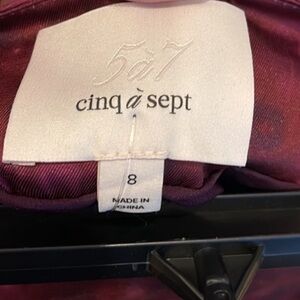 5à7
cinq à sept
8
MADE IN
CHINA